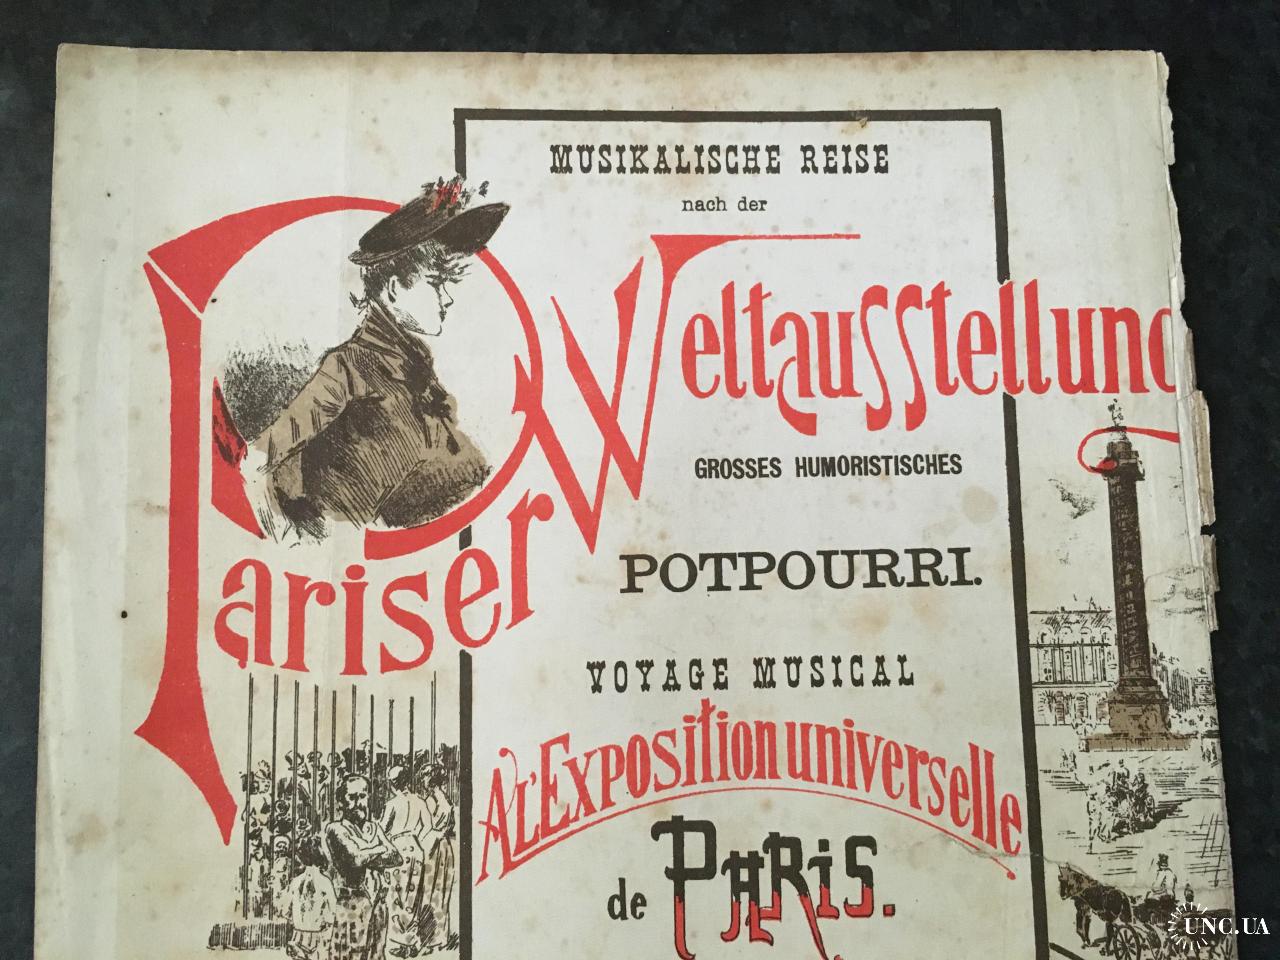 MUSIKALISCHE REISE
nach der
Pariser Weltausstellung
GROSSES HUMORISTISCHES
POTPOURRI.
VOYAGE MUSICAL
A L'EXPOSITION universelle
de PARIS.
UNC.UA